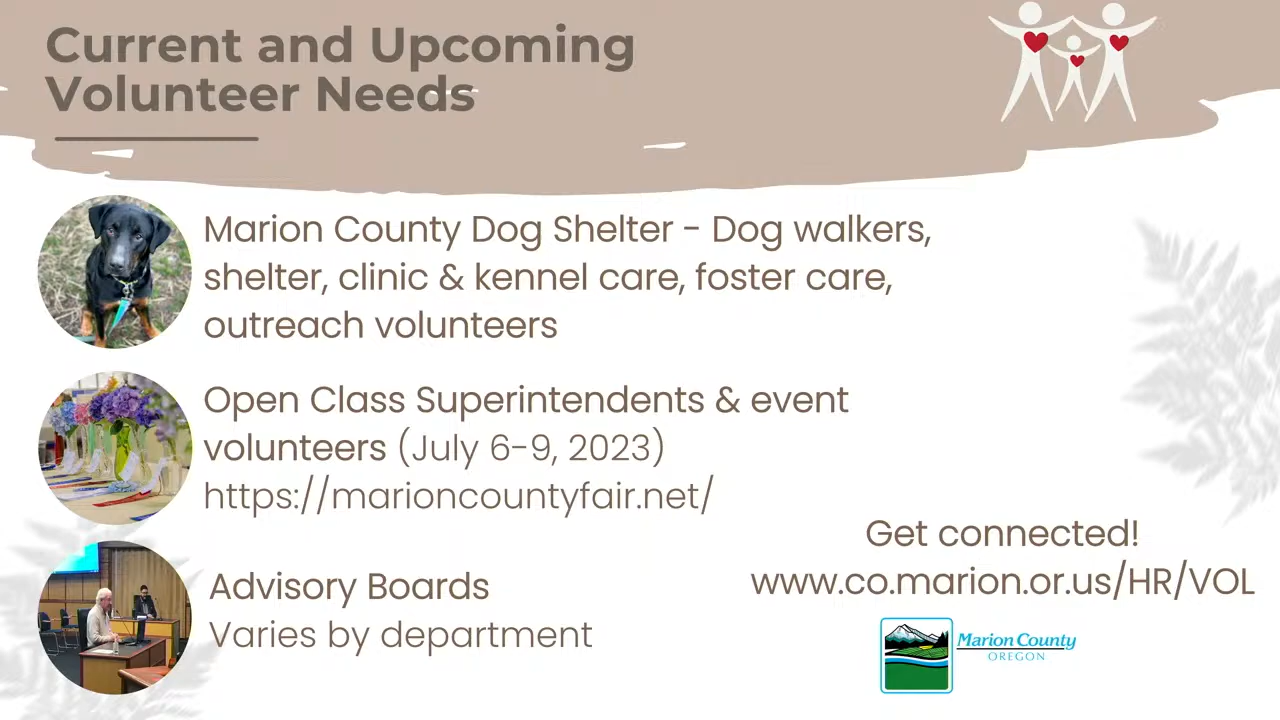 Current and Upcoming
Volunteer Needs
Marion County Dog Shelter - Dog walkers,
shelter, clinic & kennel care, foster care,
outreach volunteers
Open Class Superintendents & event
volunteers (July 6-9, 2023)
https://marioncountyfair.net/
Advisory Boards
Varies by department
Get connected!
www.co.marion.or.us/HR/VOL
Marion County
OREGON